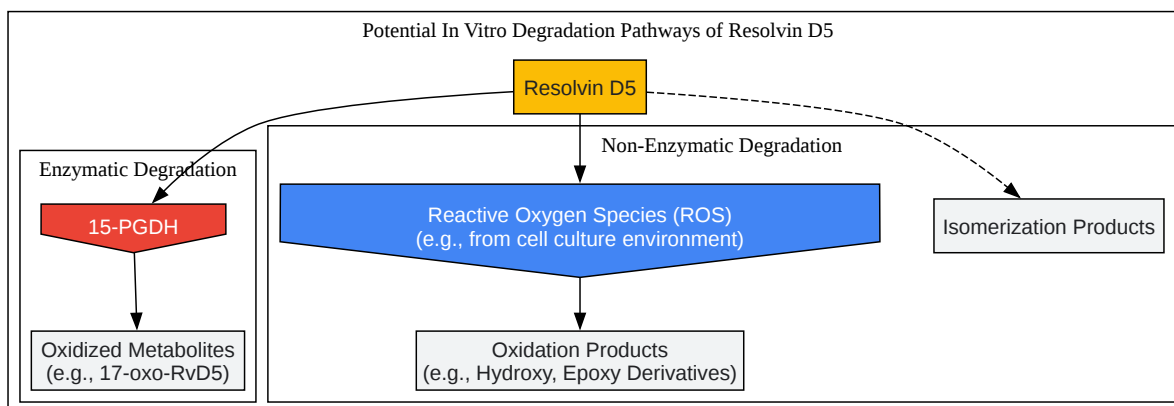 Potential In Vitro Degradation Pathways of Resolvin D5
Resolvin D5
Non-Enzymatic Degradation
Enzymatic Degradation
15-PGDH
Reactive Oxygen Species (ROS)
(e.g., from cell culture environment)
Isomerization Products
Oxidized Metabolites
(e.g., 17-oxo-RvD5)
Oxidation Products
(e.g., Hydroxy, Epoxy Derivatives)